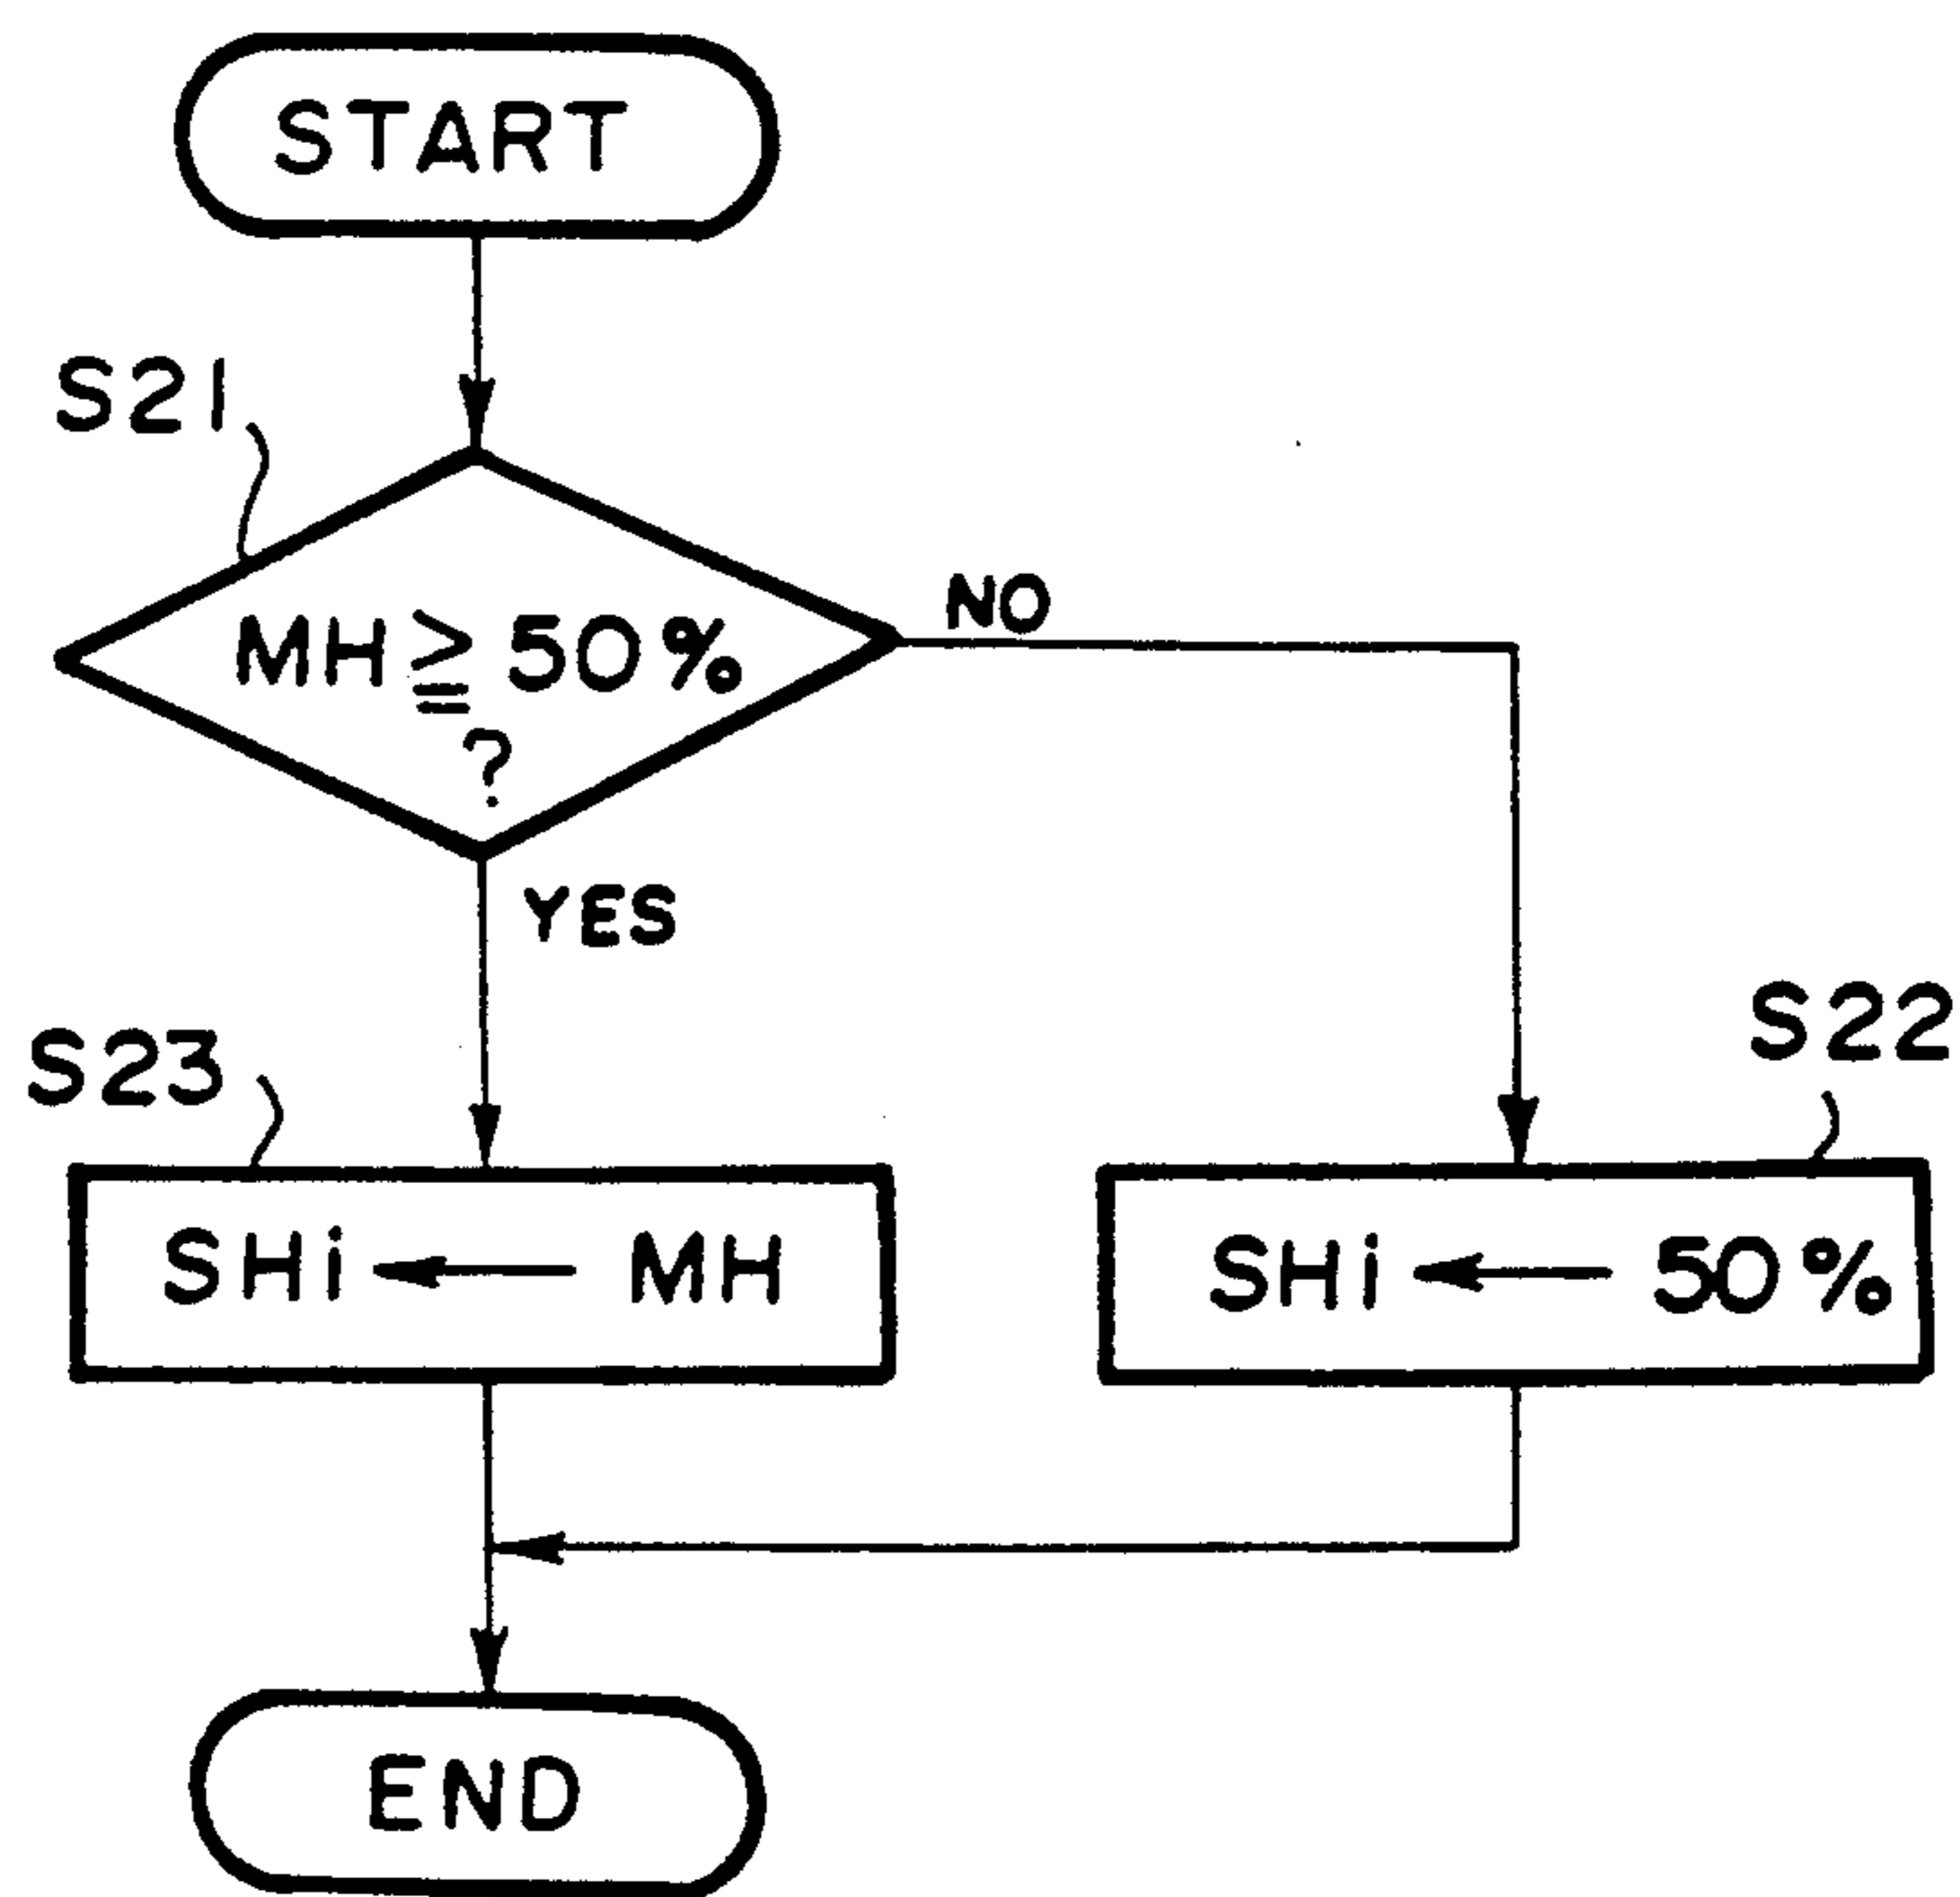 START
S21
MH ≧ 50%
?
NO
YES
S23
S22
SHi ← MH
SHi ← 50%
END